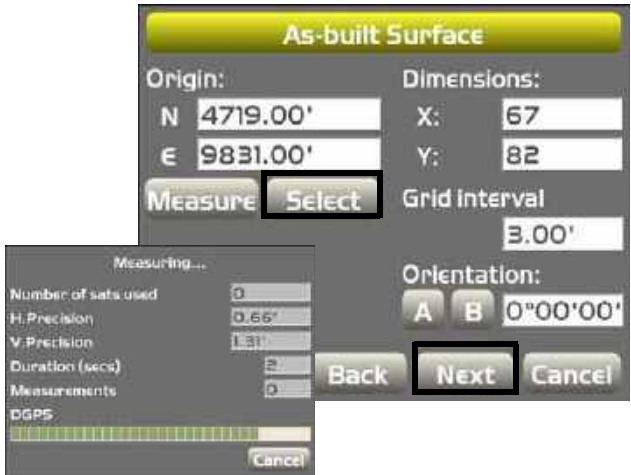 As-built Surface
Origin:
N 4719.00'
E 9831.00'
Measure Select
Dimensions:
X: 67
Y: 82
Grid interval
3.00'
Orientation:
A B 0°00'00'
Back Next Cancel
Measuring...
Number of sats used 0
H.Precision 0.66'
V.Precision 1.31'
Duration (secs) 2
Measurements 0
DGPS
Cancel